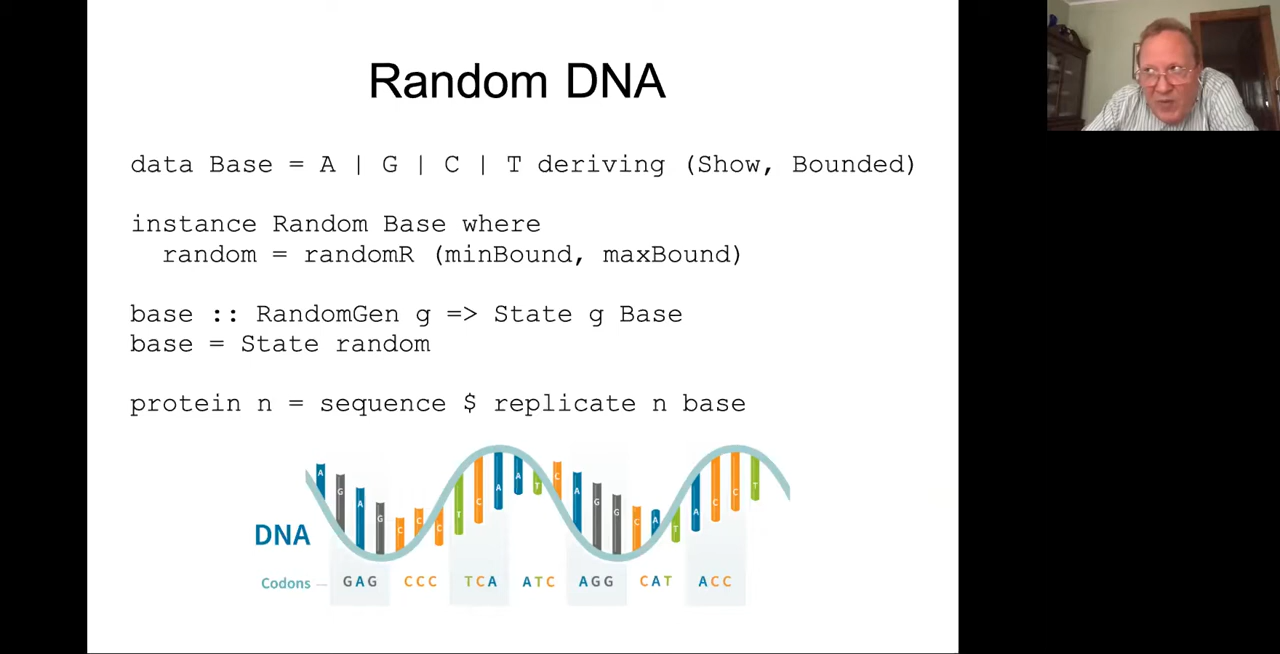 Random DNA
data Base = A | G | C | T deriving (Show, Bounded)
instance Random Base where
random = randomR (minBound, maxBound)
base :: RandomGen g => State g Base
base = State random
protein n = sequence $ replicate n base
A G A G C C C T C A A T C A G G C A T A C C T
DNA
Codons GAG CCC TCA ATC AGG CAT ACC